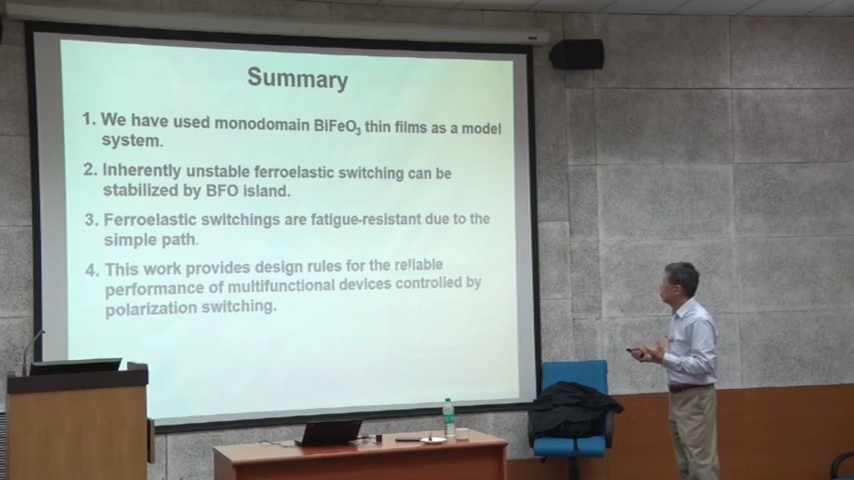 Summary
1. We have used monodomain BiFeO₃ thin films as a model
system.
2. Inherently unstable ferroelastic switching can be
stabilized by BFO island.
3. Ferroelastic switchings are fatigue-resistant due to the
simple path.
4. This work provides design rules for the reliable
performance of multifunctional devices controlled by
polarization switching.